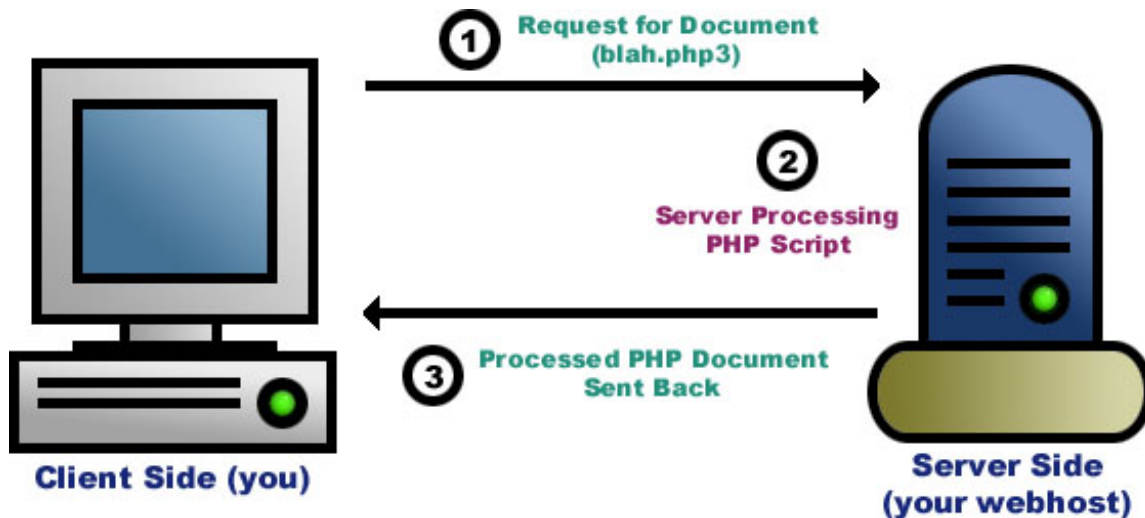 1
Request for Document
(blah.php3)
2
Server Processing
PHP Script
3
Processed PHP Document
Sent Back
Client Side (you)
Server Side
(your webhost)